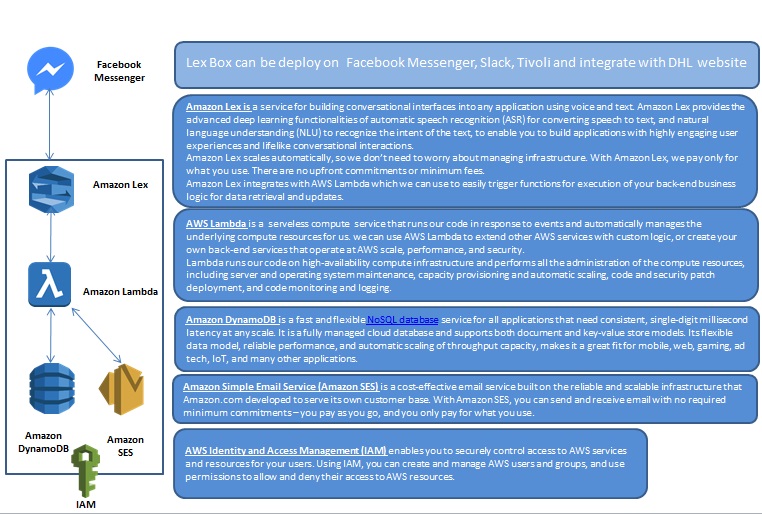 Facebook
Messenger
Lex Box can be deploy on Facebook Messenger, Slack, Tivoli and integrate with DHL website
Amazon Lex is a service for building conversational interfaces into any application using voice and text. Amazon Lex provides the
advanced deep learning functionalities of automatic speech recognition (ASR) for converting speech to text, and natural
language understanding (NLU) to recognize the intent of the text, to enable you to build applications with highly engaging user
experiences and lifelike conversational interactions.
Amazon Lex scales automatically, so we don't need to worry about managing infrastructure. With Amazon Lex, we pay only for
what you use. There are no upfront commitments or minimum fees.
Amazon Lex integrates with AWS Lambda which we can use to easily trigger functions for execution of your back-end business
logic for data retrieval and updates.
Amazon Lex
AWS Lambda is a serveless compute service that runs our code in response to events and automatically manages the
underlying compute resources for us. we can use AWS Lambda to extend other AWS services with custom logic, or create your
own back-end services that operate at AWS scale, performance, and security.
Lambda runs our code on high-availability compute infrastructure and performs all the administration of the compute resources,
including server and operating system maintenance, capacity provisioning and automatic scaling, code and security patch
deployment, and code monitoring and logging.
Amazon Lambda
Amazon DynamoDB is a fast and flexible NoSQL database service for all applications that need consistent, single-digit millisecond
latency at any scale. It is a fully managed cloud database and supports both document and key-value store models. Its flexible
data model, reliable performance, and automatic scaling of throughput capacity, makes it a great fit for mobile, web, gaming, ad
tech, IoT, and many other applications.
Amazon Simple Email Service (Amazon SES) is a cost-effective email service built on the reliable and scalable infrastructure that
Amazon.com developed to serve its own customer base. With Amazon SES, you can send and receive email with no required
minimum commitments – you pay as you go, and you only pay for what you use.
Amazon
DynamoDB
Amazon
SES
AWS Identity and Access Management (IAM) enables you to securely control access to AWS services
and resources for your users. Using IAM, you can create and manage AWS users and groups, and use
permissions to allow and deny their access to AWS resources.
IAM